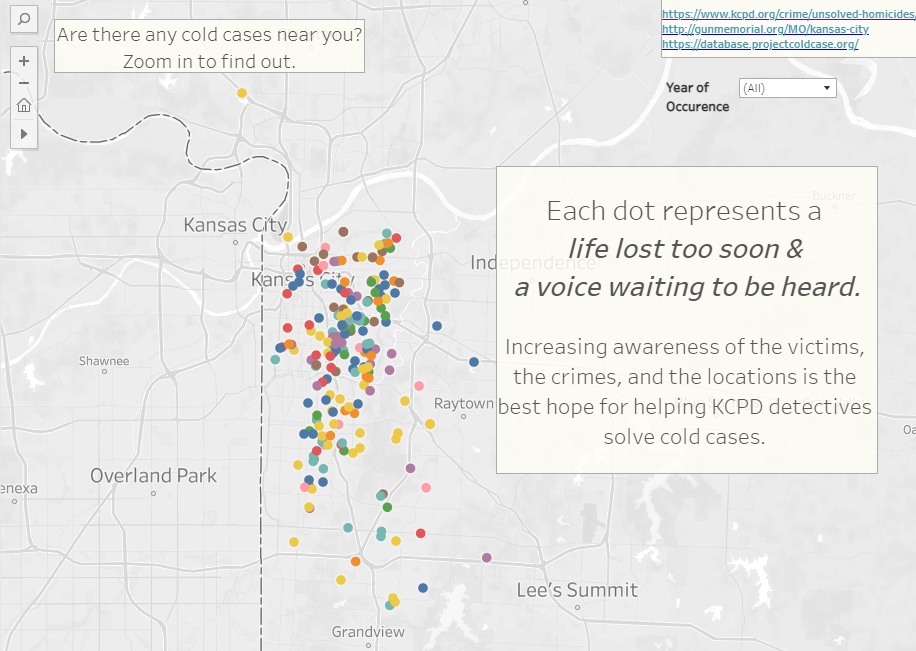 Are there any cold cases near you?
Zoom in to find out.
https://www.kcpd.org/crime/unsolved-homicides
http://gunmemorial.org/MO/kansas-city
https://database.projectcoldcase.org/
Year of
Occurence
(All)
Each dot represents a
life lost too soon &
a voice waiting to be heard.
Increasing awareness of the victims,
the crimes, and the locations is the
best hope for helping KCPD detectives
solve cold cases.
Buckner
Kansas City
Independence
Kansas City
Shawnee
Raytown
Oa
Overland Park
enexa
Lee's Summit
Grandview